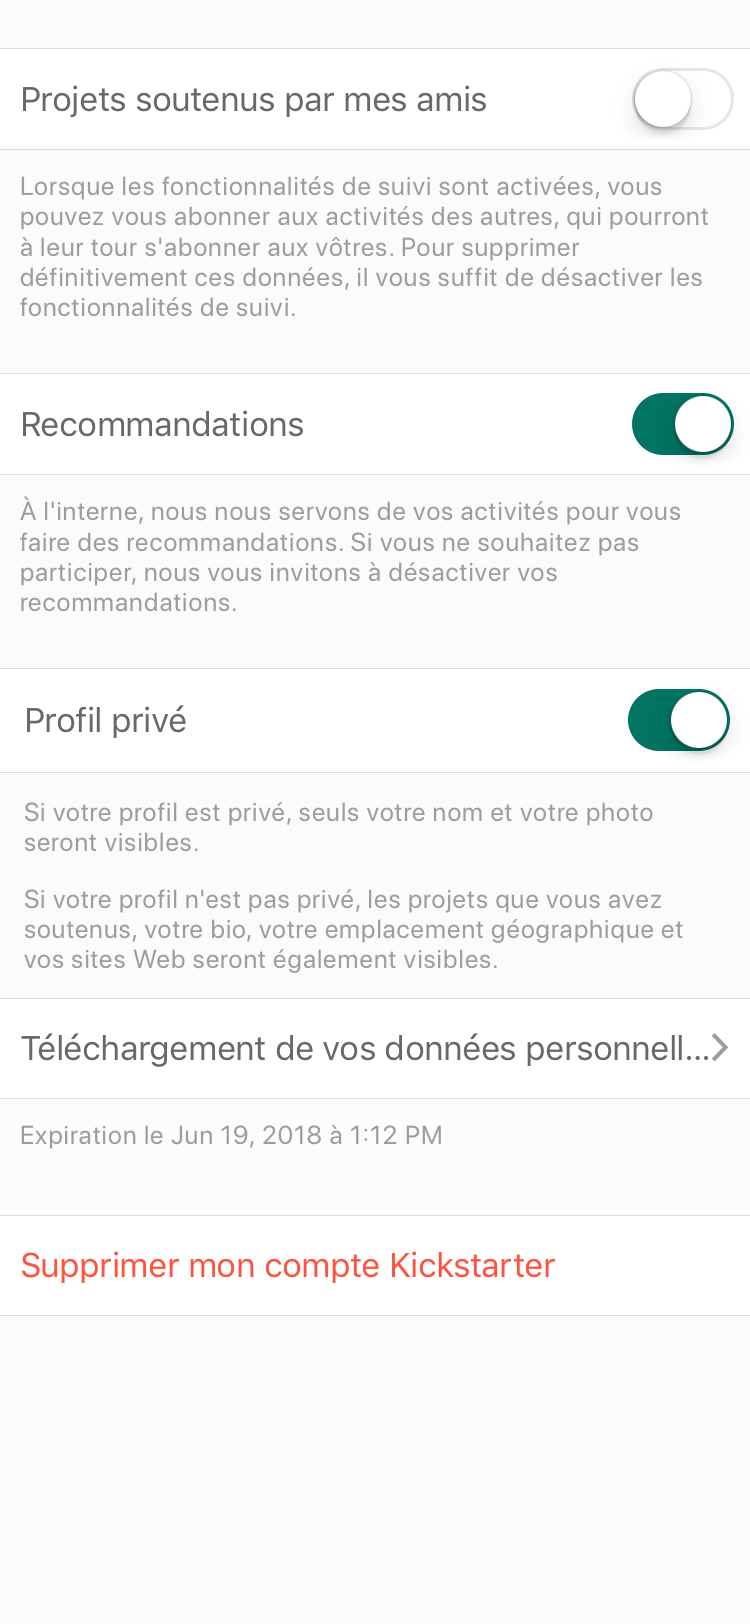 Projets soutenus par mes amis
Lorsque les fonctionnalités de suivi sont activées, vous
pouvez vous abonner aux activités des autres, qui pourront
à leur tour s'abonner aux vôtres. Pour supprimer
définitivement ces données, il vous suffit de désactiver les
fonctionnalités de suivi.
Recommandations
À l'interne, nous nous servons de vos activités pour vous
faire des recommandations. Si vous ne souhaitez pas
participer, nous vous invitons à désactiver vos
recommandations.
Profil privé
Si votre profil est privé, seuls votre nom et votre photo
seront visibles.
Si votre profil n'est pas privé, les projets que vous avez
soutenus, votre bio, votre emplacement géographique et
vos sites Web seront également visibles.
Téléchargement de vos données personnell...
Expiration le Jun 19, 2018 à 1:12 PM
Supprimer mon compte Kickstarter